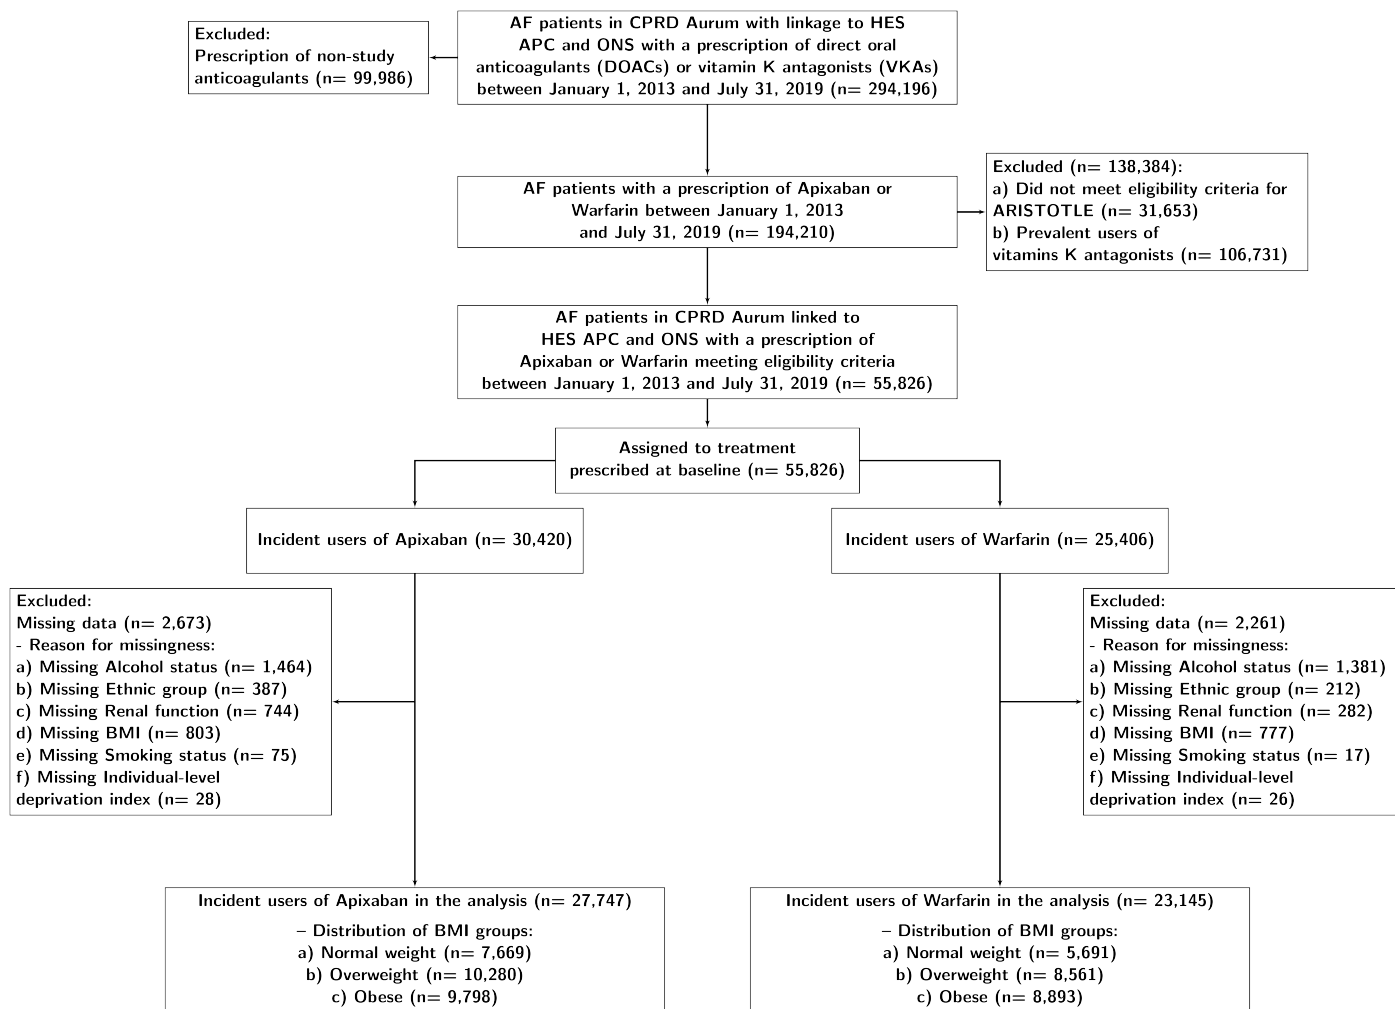 Excluded:
Prescription of non-study
anticoagulants (n= 99,986)
AF patients in CPRD Aurum with linkage to HES
APC and ONS with a prescription of direct oral
anticoagulants (DOACs) or vitamin K antagonists (VKAs)
between January 1, 2013 and July 31, 2019 (n= 294,196)
AF patients with a prescription of Apixaban or
Warfarin between January 1, 2013
and July 31, 2019 (n= 194,210)
Excluded (n= 138,384):
a) Did not meet eligibility criteria for
ARISTOTLE (n= 31,653)
b) Prevalent users of
vitamins K antagonists (n= 106,731)
AF patients in CPRD Aurum linked to
HES APC and ONS with a prescription of
Apixaban or Warfarin meeting eligibility criteria
between January 1, 2013 and July 31, 2019 (n= 55,826)
Assigned to treatment
prescribed at baseline (n= 55,826)
Incident users of Apixaban (n= 30,420)
Incident users of Warfarin (n= 25,406)
Excluded:
Missing data (n= 2,673)
- Reason for missingness:
a) Missing Alcohol status (n= 1,464)
b) Missing Ethnic group (n= 387)
c) Missing Renal function (n= 744)
d) Missing BMI (n= 803)
e) Missing Smoking status (n= 75)
f) Missing Individual-level
deprivation index (n= 28)
Excluded:
Missing data (n= 2,261)
- Reason for missingness:
a) Missing Alcohol status (n= 1,381)
b) Missing Ethnic group (n= 212)
c) Missing Renal function (n= 282)
d) Missing BMI (n= 777)
e) Missing Smoking status (n= 17)
f) Missing Individual-level
deprivation index (n= 26)
Incident users of Apixaban in the analysis (n= 27,747)
– Distribution of BMI groups:
a) Normal weight (n= 7,669)
b) Overweight (n= 10,280)
c) Obese (n= 9,798)
Incident users of Warfarin in the analysis (n= 23,145)
– Distribution of BMI groups:
a) Normal weight (n= 5,691)
b) Overweight (n= 8,561)
c) Obese (n= 8,893)